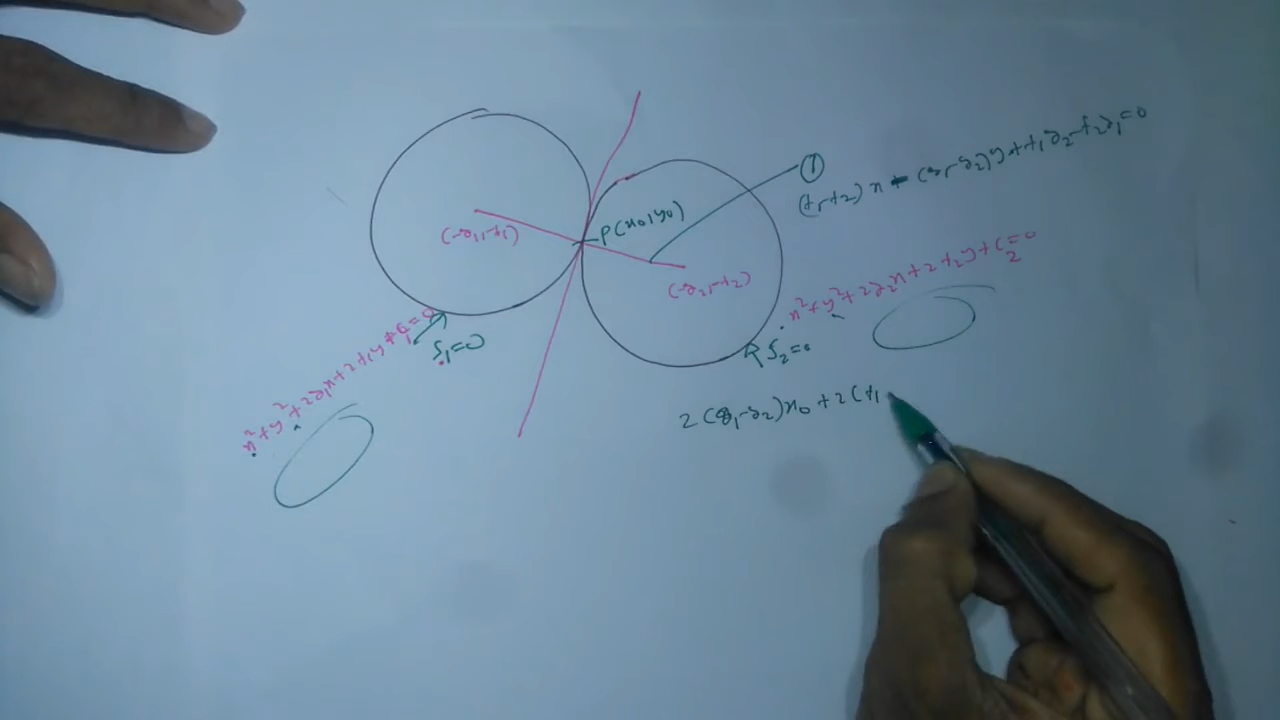 (f₁-f₂)x - (g₁-g₂)y + f₁g₂ - f₂g₁ = 0
①
P(x₀, y₀)
(-g₁, -f₁)
(-g₂, -f₂)
x² + y² + 2g₂x + 2f₂y + c₂ = 0
x² + y² + 2g₁x + 2f₁y + c₁ = 0
S₁=0
S₂=0
2(g₁-g₂)x₀ + 2(f₁